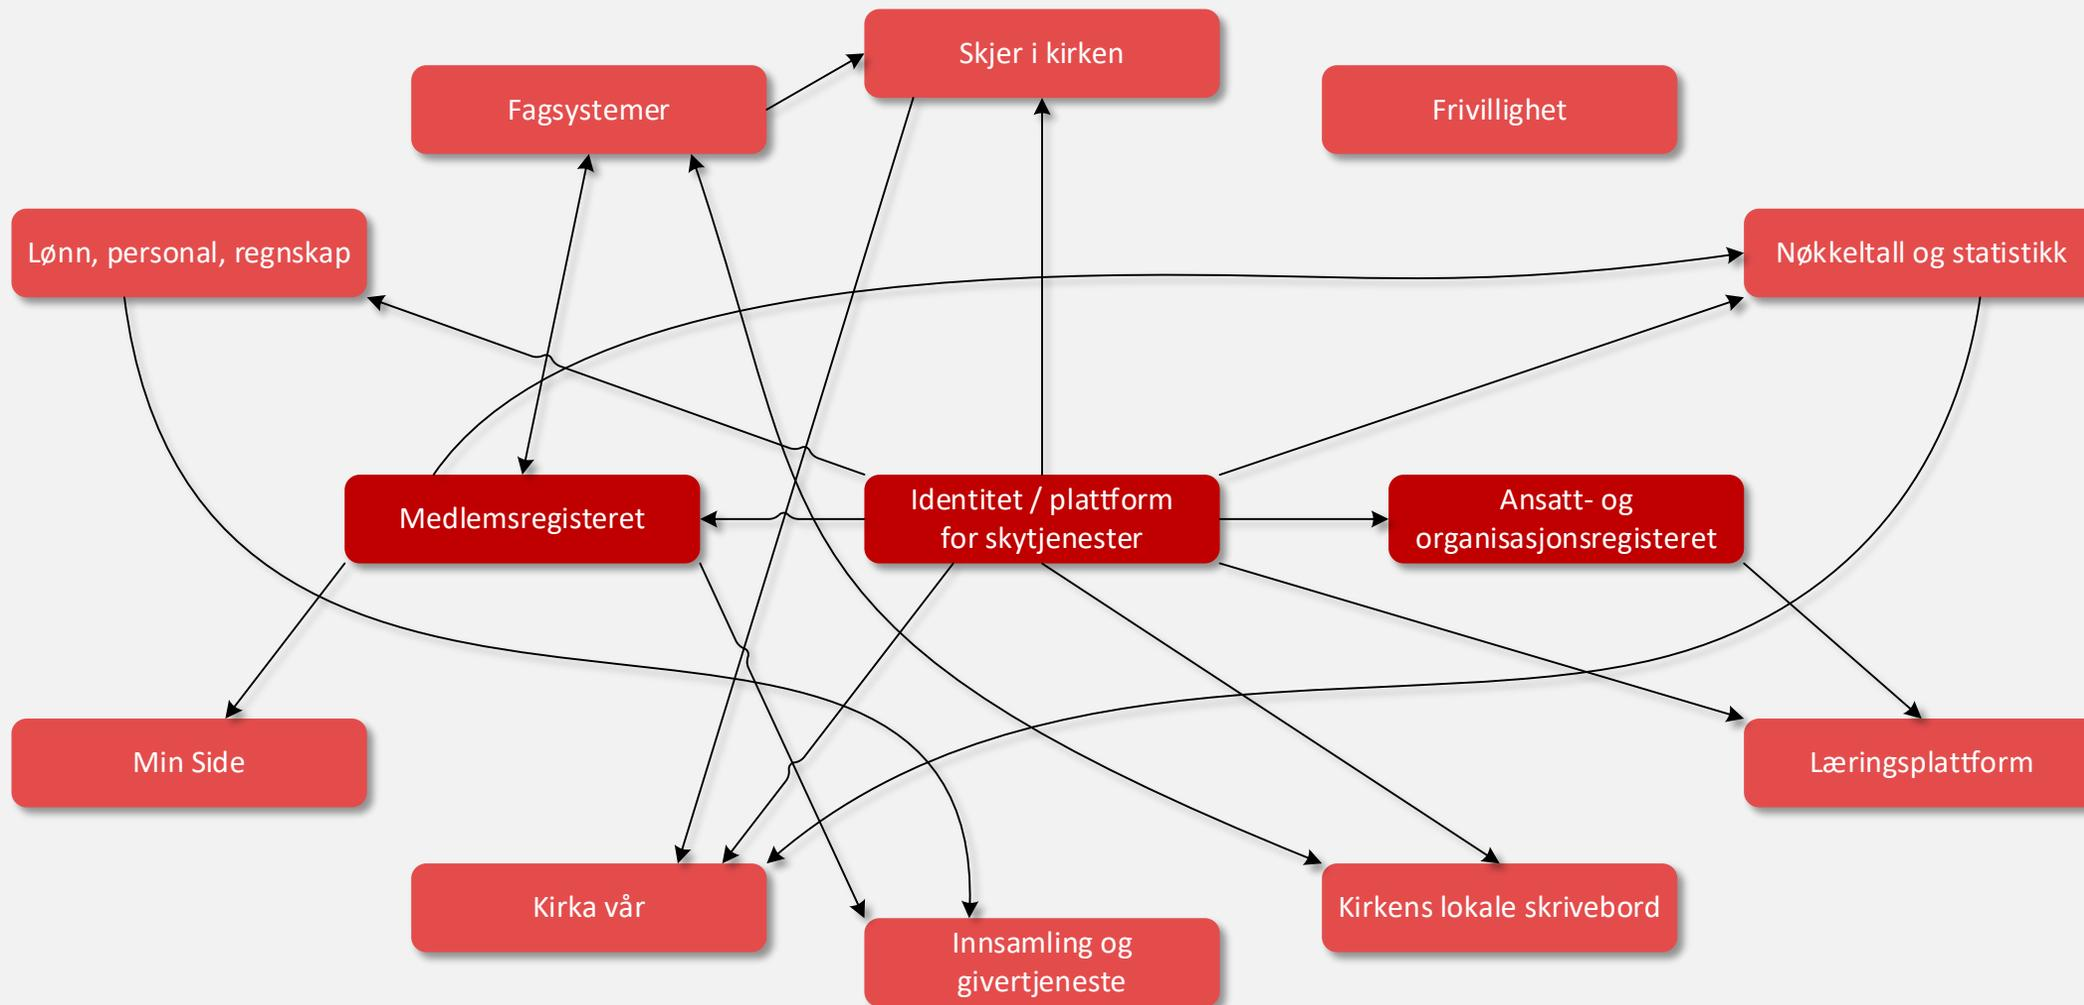 Skjer i kirken
Fagsystemer
Frivillighet
Lønn, personal, regnskap
Nøkkeltall og statistikk
Medlemsregisteret
Identitet / plattform
for skytjenester
Ansatt- og
organisasjonsregisteret
Min Side
Læringsplattform
Kirka vår
Kirkens lokale skrivebord
Innsamling og
givertjeneste